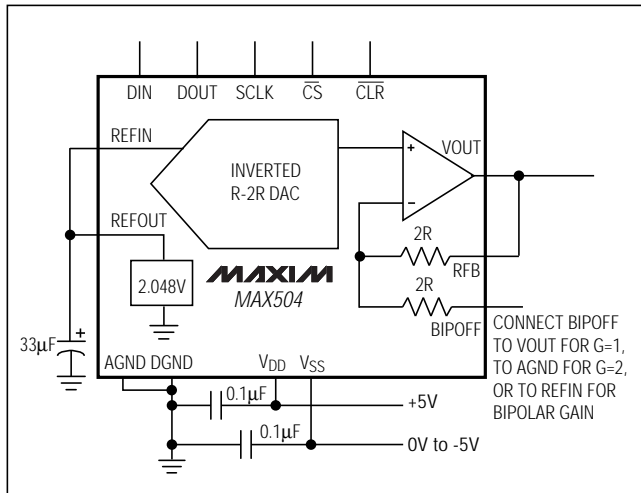 DIN DOUT SCLK CS CLR
REFIN
VOUT
INVERTED
R-2R DAC
+
−
REFOUT
2R
RFB
2.048V
MAXIM
MAX504
2R
BIPOFF
CONNECT BIPOFF
TO VOUT FOR G=1,
TO AGND FOR G=2,
OR TO REFIN FOR
BIPOLAR GAIN
+
33µF
AGND DGND VDD VSS
0.1µF
+5V
0.1µF
0V to -5V